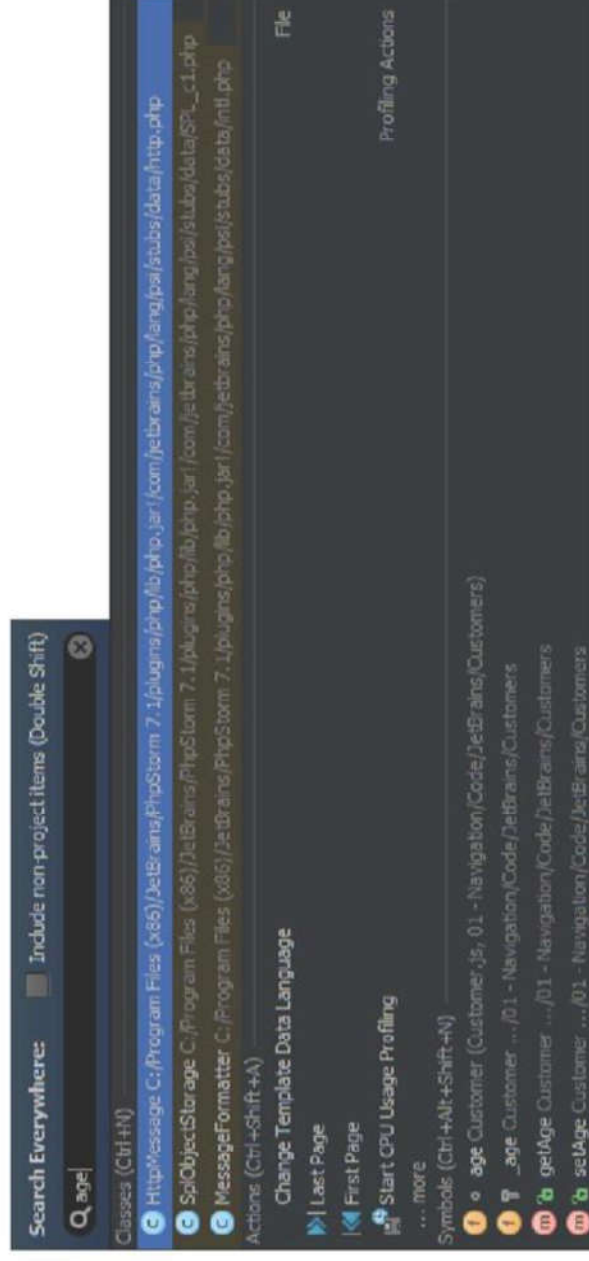 Search Everywhere: Include non-project items (Double Shift)
age
Classes (Ctrl+N)
HttpMessage C:/Program Files (x86)/JetBrains/PhpStorm 7.1/plugins/php/lib/php.jar!/com/jetbrains/php/lang/psi/stubs/data/http.php
SplObjectStorage C:/Program Files (x86)/JetBrains/PhpStorm 7.1/plugins/php/lib/php.jar!/com/jetbrains/php/lang/psi/stubs/data/SPL_c1.php
MessageFormatter C:/Program Files (x86)/JetBrains/PhpStorm 7.1/plugins/php/lib/php.jar!/com/jetbrains/php/lang/psi/stubs/data/intl.php
Actions (Ctrl+Shift+A)
Change Template Data Language File
Last Page
First Page
Start CPU Usage Profiling Profiling Actions
... more
Symbols (Ctrl+Alt+Shift+N)
age Customer (Customer.js, 01 - Navigation/Code/JetBrains/Customers)
_age Customer .../01 - Navigation/Code/JetBrains/Customers
getAge Customer .../01 - Navigation/Code/JetBrains/Customers
setAge Customer .../01 - Navigation/Code/JetBrains/Customers